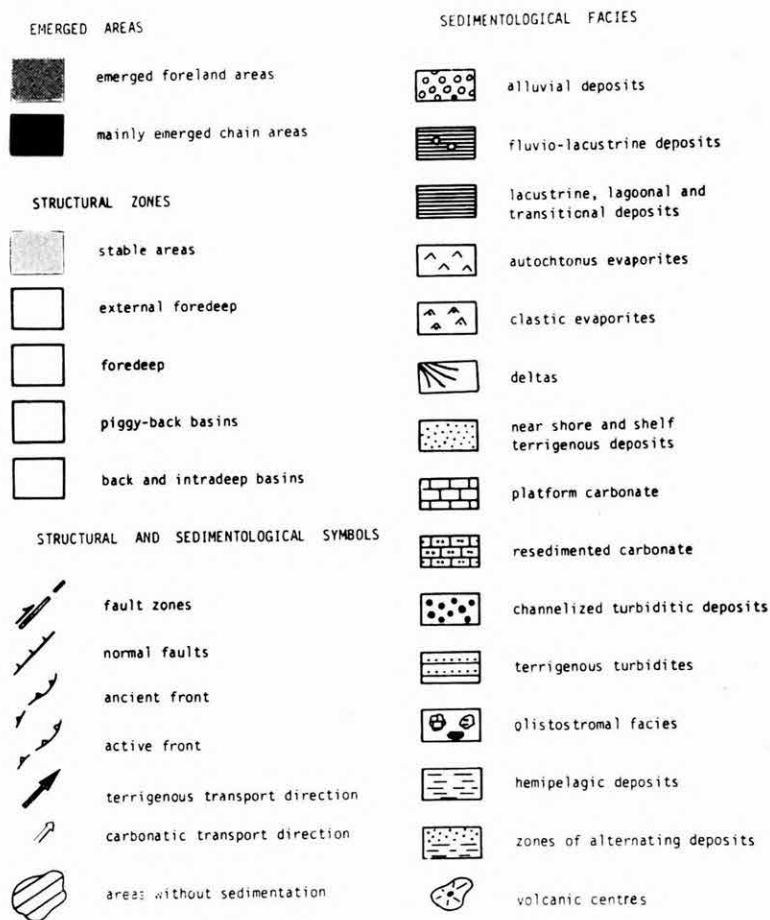 EMERGED AREAS
emerged foreland areas
mainly emerged chain areas
STRUCTURAL ZONES
stable areas
external foredeep
foredeep
piggy-back basins
back and intradeep basins
STRUCTURAL AND SEDIMENTOLOGICAL SYMBOLS
fault zones
normal faults
ancient front
active front
terrigenous transport direction
carbonatic transport direction
areas without sedimentation
SEDIMENTOLOGICAL FACIES
alluvial deposits
fluvio-lacustrine deposits
lacustrine, lagoonal and
transitional deposits
autochtonus evaporites
clastic evaporites
deltas
near shore and shelf
terrigenous deposits
platform carbonate
resedimented carbonate
channelized turbiditic deposits
terrigenous turbidites
olistostromal facies
hemipelagic deposits
zones of alternating deposits
volcanic centres